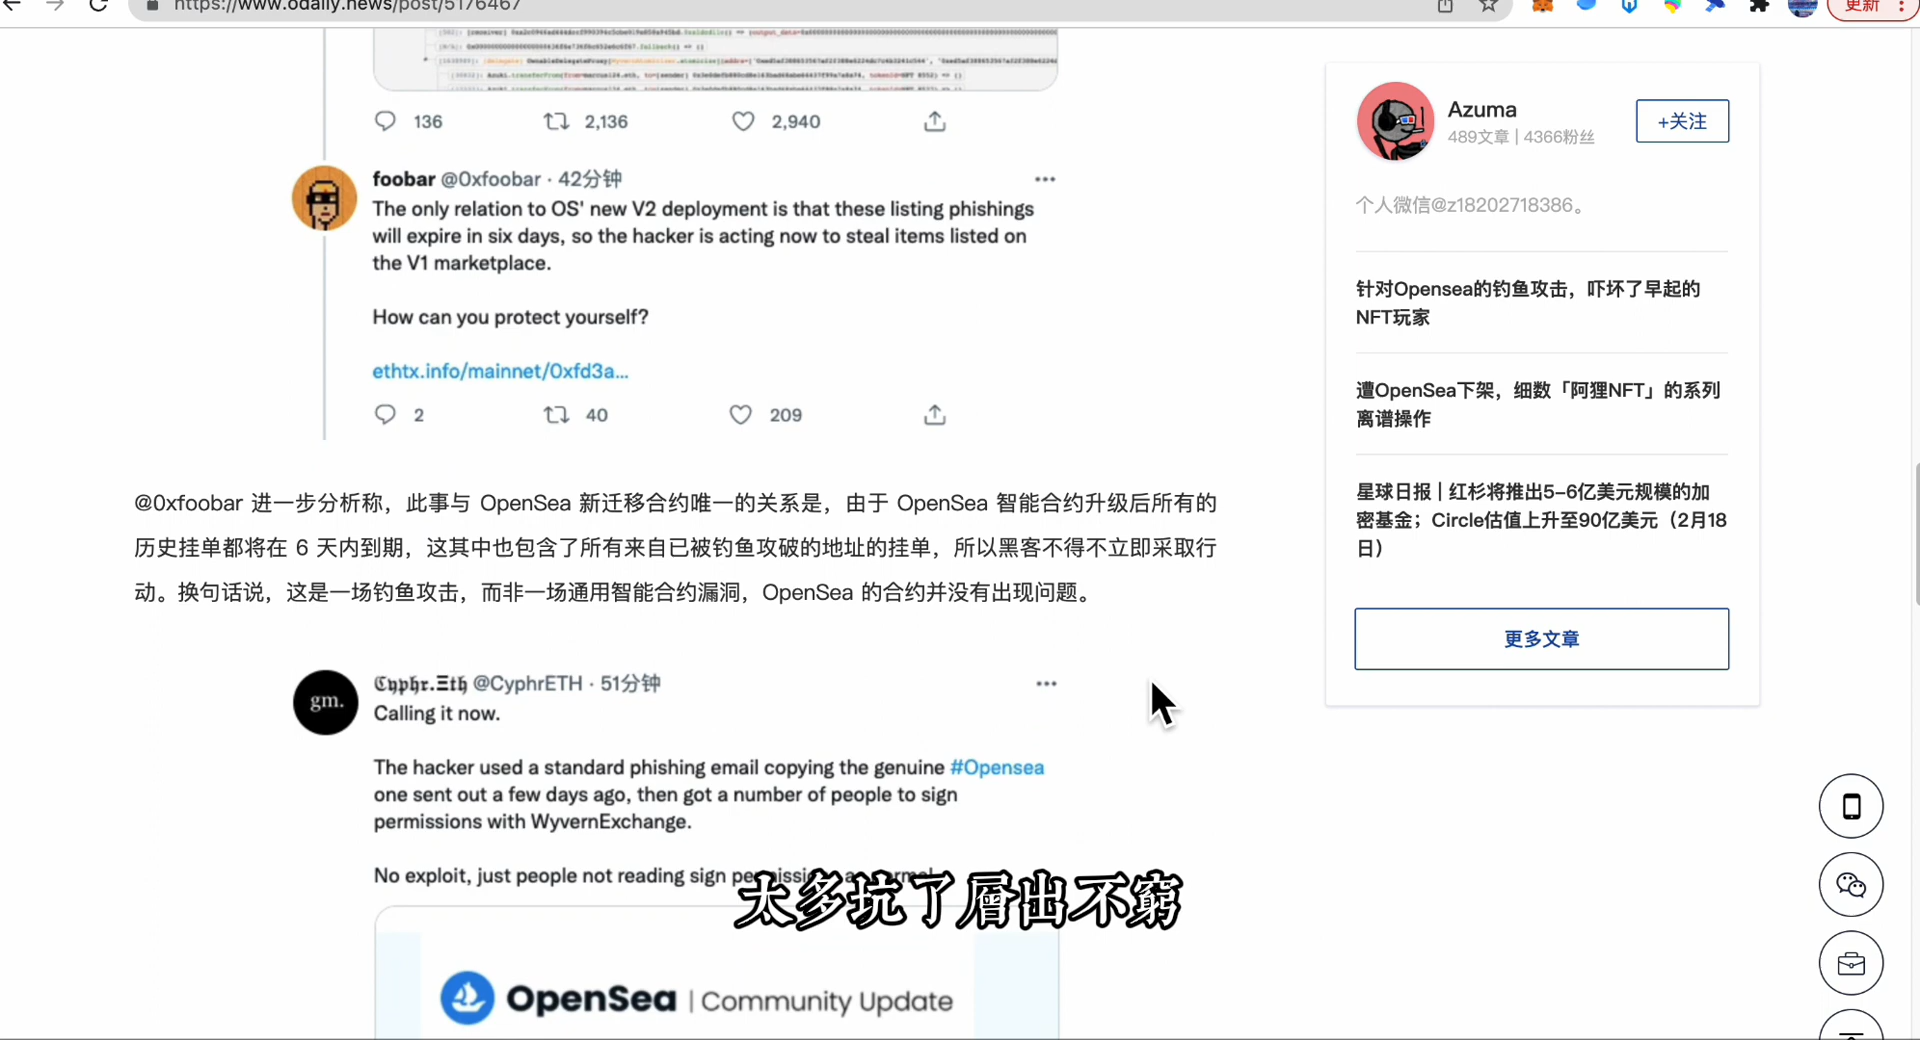 https://www.odaily.news/post/5176467
更新
136
2,136
2,940
foobar @0xfoobar · 42分钟
The only relation to OS' new V2 deployment is that these listing phishings
will expire in six days, so the hacker is acting now to steal items listed on
the V1 marketplace.
How can you protect yourself?
ethtx.info/mainnet/0xfd3a...
2
40
209
@0xfoobar 进一步分析称，此事与 OpenSea 新迁移合约唯一的关系是，由于 OpenSea 智能合约升级后所有的
历史挂单都将在 6 天内到期，这其中也包含了所有来自已被钓鱼攻破的地址的挂单，所以黑客不得不立即采取行
动。换句话说，这是一场钓鱼攻击，而非一场通用智能合约漏洞，OpenSea 的合约并没有出现问题。
gm.
ℭ𝔶𝔭𝔥𝔯.Ξ𝔱𝔥 @CyphrETH · 51分钟
Calling it now.
The hacker used a standard phishing email copying the genuine #Opensea
one sent out a few days ago, then got a number of people to sign
permissions with WyvernExchange.
No exploit, just people not reading sign
太多坑了層出不窮
OpenSea | Community Update
Azuma
489文章 | 4366粉丝
+关注
个人微信@z18202718386。
针对Opensea的钓鱼攻击，吓坏了早起的
NFT玩家
遭OpenSea下架，细数「阿狸NFT」的系列
离谱操作
星球日报 | 红杉将推出5-6亿美元规模的加
密基金；Circle估值上升至90亿美元（2月18
日）
更多文章